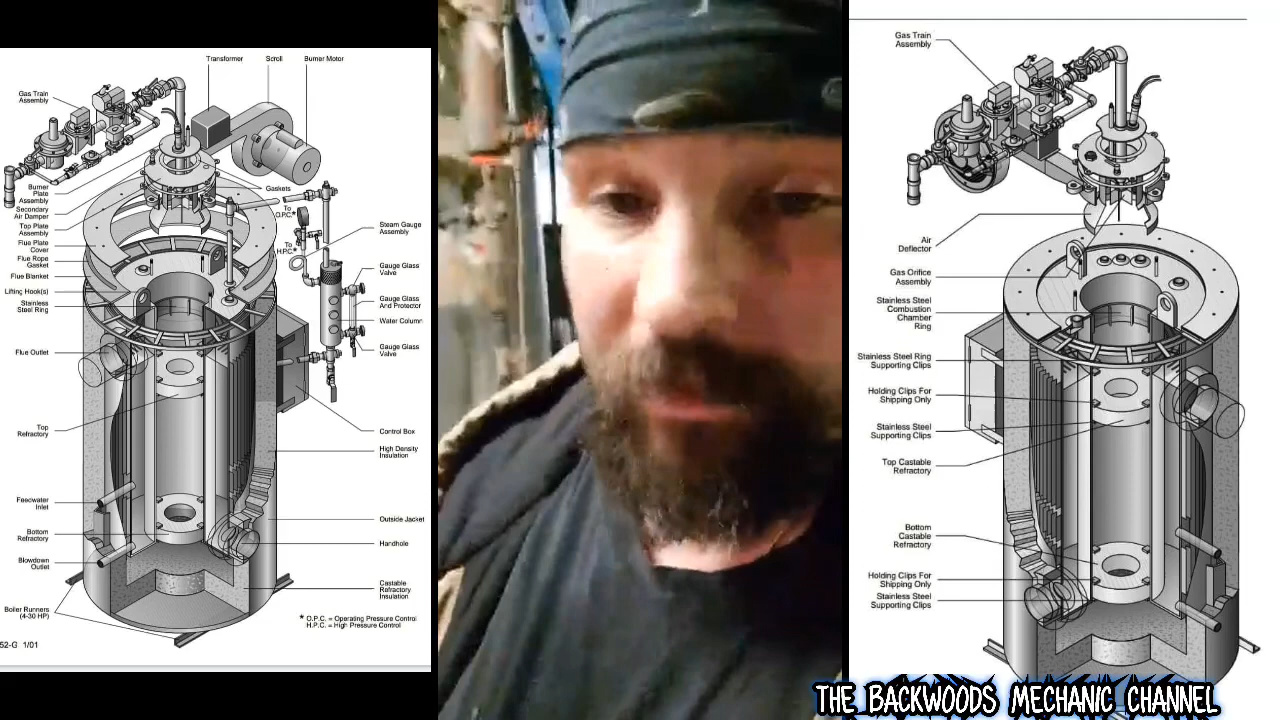 Transformer
Scroll
Burner Motor
Gas Train
Assembly
Burner
Plate
Assembly
Secondary
Air Damper
Top Plate
Assembly
Flue Plate
Cover
Flue Rope
Gasket
Flue Blanket
Lifting Hook(s)
Stainless
Steel Ring
Flue Outlet
Top
Refractory
Feedwater
Inlet
Bottom
Refractory
Blowdown
Outlet
Boiler Runners
(4-30 HP)
52-G 1/01
Gaskets
To
O.P.C.*
To
H.P.C.*
Steam Gauge
Assembly
Gauge Glass
Valve
Gauge Glass
And Protector
Water Column
Gauge Glass
Valve
Control Box
High Density
Insulation
Outside Jacket
Handhole
Castable
Refractory
Insulation
* O.P.C. = Operating Pressure Control
H.P.C. = High Pressure Control
Gas Train
Assembly
Air
Deflector
Gas Orifice
Assembly
Stainless Steel
Combustion
Chamber
Ring
Stainless Steel Ring
Supporting Clips
Holding Clips For
Shipping Only
Stainless Steel
Supporting Clips
Top Castable
Refractory
Bottom
Castable
Refractory
Holding Clips For
Shipping Only
Stainless Steel
Supporting Clips
THE BACKWOODS MECHANIC CHANNEL